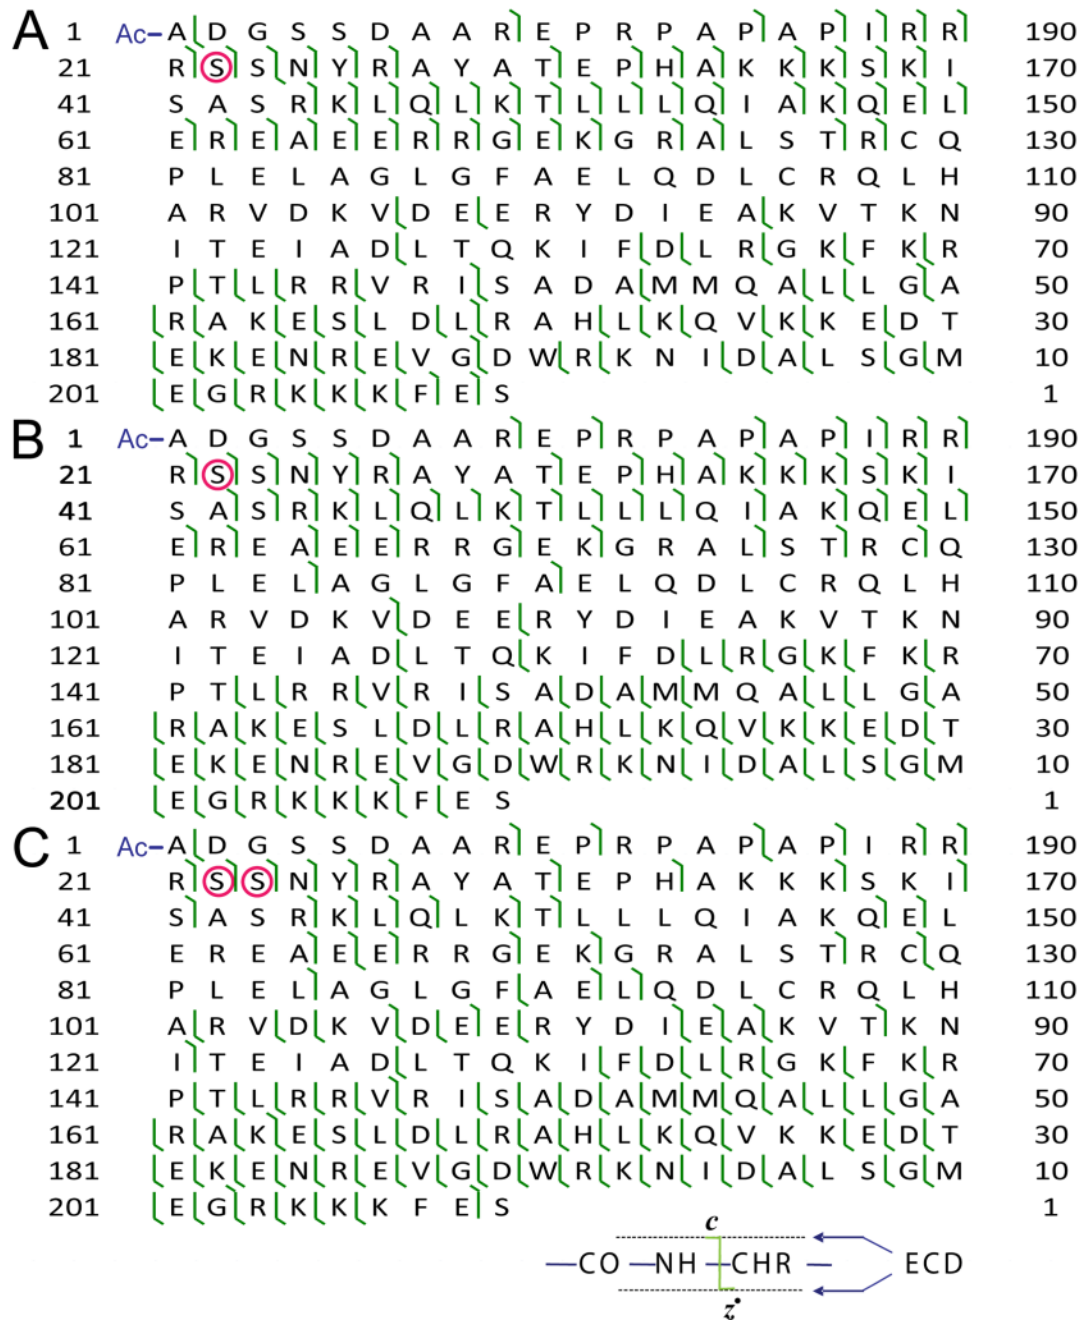 A 1 Ac–A D G S S D A A R E P R P A P A P I R R 190
21 R S S N Y R A Y A T E P H A K K K S K I 170
41 S A S R K L Q L K T L L L Q I A K Q E L 150
61 E R E A E E R R G E K G R A L S T R C Q 130
81 P L E L A G L G F A E L Q D L C R Q L H 110
101 A R V D K V D E E R Y D I E A K V T K N 90
121 I T E I A D L T Q K I F D L R G K F K R 70
141 P T L R R V R I S A D A M M Q A L L G A 50
161 R A K E S L D L R A H L K Q V K K E D T 30
181 E K E N R E V G D W R K N I D A L S G M 10
201 E G R K K K F E S 1
B 1 Ac–A D G S S D A A R E P R P A P A P I R R 190
21 R S S N Y R A Y A T E P H A K K K S K I 170
41 S A S R K L Q L K T L L L Q I A K Q E L 150
61 E R E A E E R R G E K G R A L S T R C Q 130
81 P L E L A G L G F A E L Q D L C R Q L H 110
101 A R V D K V D E E R Y D I E A K V T K N 90
121 I T E I A D L T Q K I F D L R G K F K R 70
141 P T L R R V R I S A D A M M Q A L L G A 50
161 R A K E S L D L R A H L K Q V K K E D T 30
181 E K E N R E V G D W R K N I D A L S G M 10
201 E G R K K K F E S 1
C 1 Ac–A D G S S D A A R E P R P A P A P I R R 190
21 R S S N Y R A Y A T E P H A K K K S K I 170
41 S A S R K L Q L K T L L L Q I A K Q E L 150
61 E R E A E E R R G E K G R A L S T R C Q 130
81 P L E L A G L G F A E L Q D L C R Q L H 110
101 A R V D K V D E E R Y D I E A K V T K N 90
121 I T E I A D L T Q K I F D L R G K F K R 70
141 P T L R R V R I S A D A M M Q A L L G A 50
161 R A K E S L D L R A H L K Q V K K E D T 30
181 E K E N R E V G D W R K N I D A L S G M 10
201 E G R K K K F E S 1
c
—CO —NH —CHR — ECD
z•